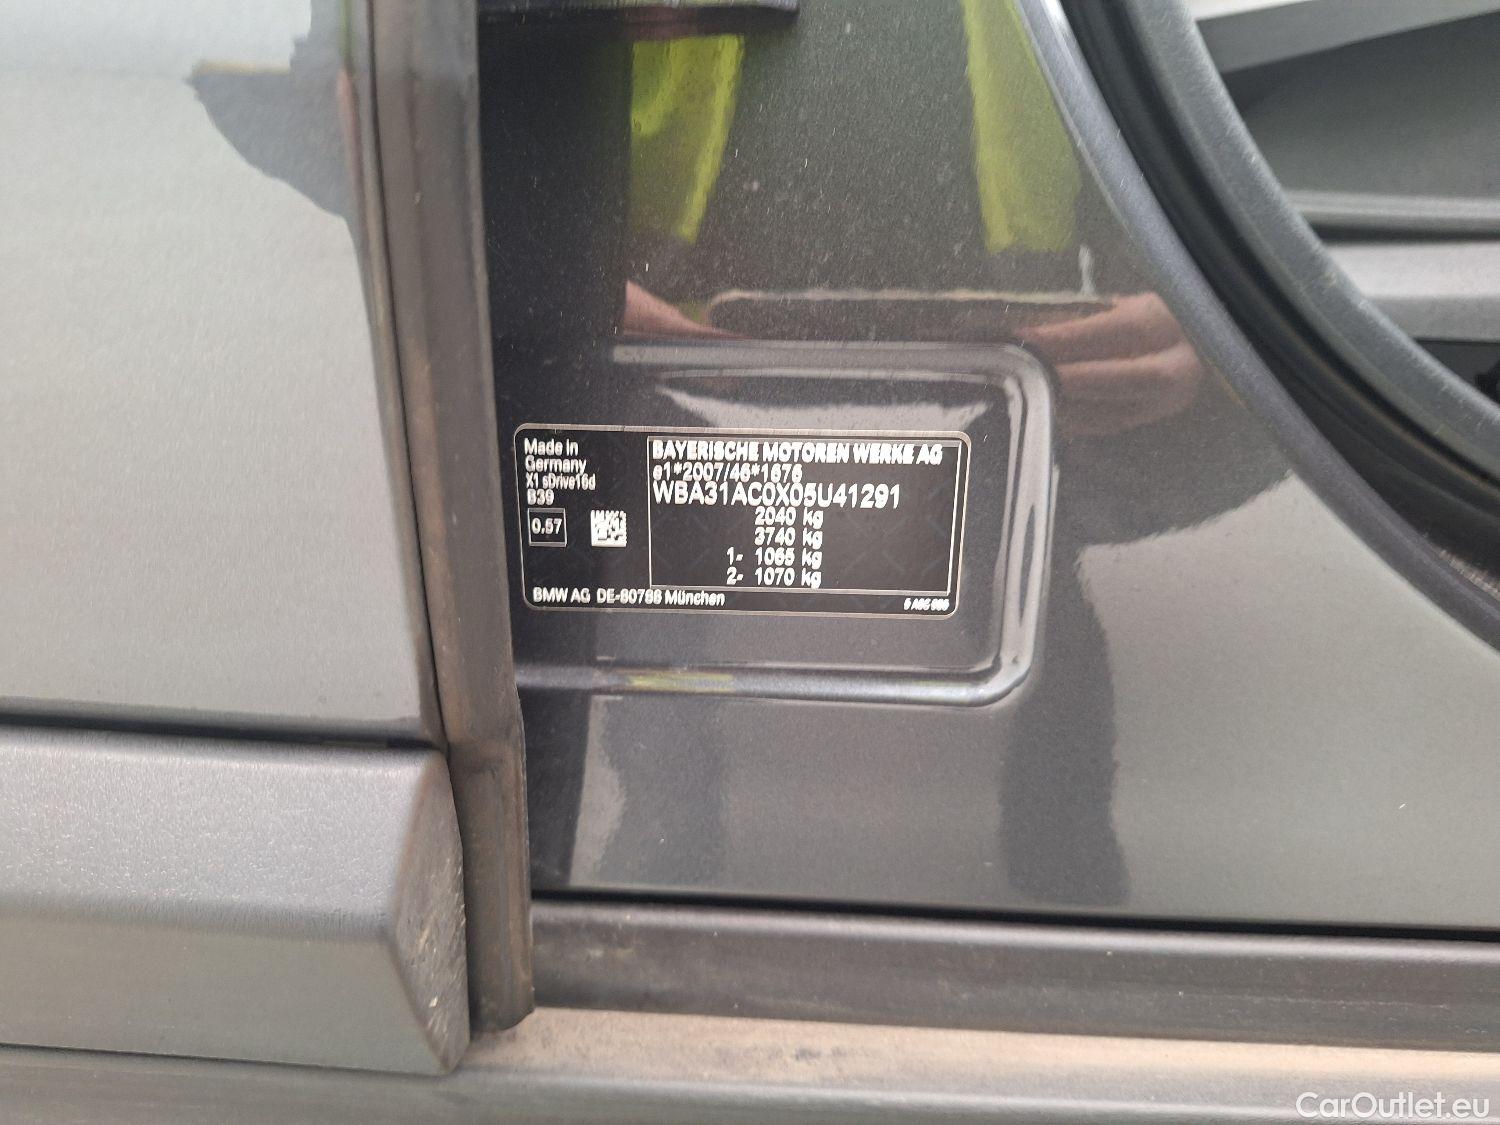 Made in
Germany
X1 sDrive16d
B39
0.57
BAYERISCHE MOTOREN WERKE AG
e1*2007/46*1676
WBA31AC0X05U41291
2040 kg
3740 kg
1- 1065 kg
2- 1070 kg
BMW AG DE-80788 München
CarOutlet.eu